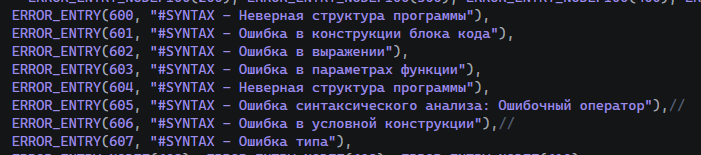 ERROR_ENTRY(600, "#SYNTAX – Неверная структура программы"),
ERROR_ENTRY(601, "#SYNTAX – Ошибка в конструкции блока кода"),
ERROR_ENTRY(602, "#SYNTAX – Ошибка в выражении"),
ERROR_ENTRY(603, "#SYNTAX – Ошибка в параметрах функции"),
ERROR_ENTRY(604, "#SYNTAX – Неверная структура программы"),
ERROR_ENTRY(605, "#SYNTAX – Ошибка синтаксического анализа: Ошибочный оператор"),//
ERROR_ENTRY(606, "#SYNTAX – Ошибка в условной конструкции"),//
ERROR_ENTRY(607, "#SYNTAX – Ошибка типа"),